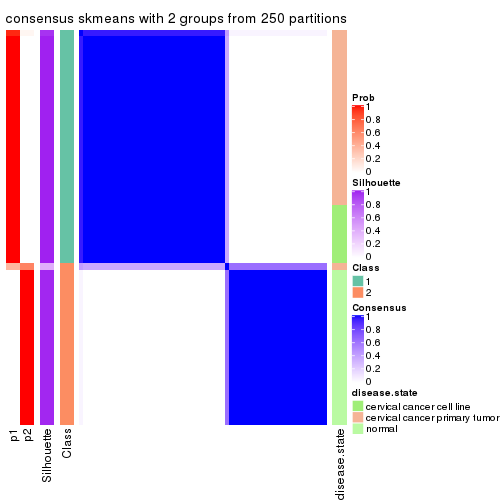 consensus skmeans with 2 groups from 250 partitions
Prob
1
0.8
0.6
0.4
0.2
0
Silhouette
1
0.8
0.6
0.4
0.2
0
Class
1
2
Consensus
1
0.8
0.6
0.4
0.2
0
disease.state
cervical cancer cell line
cervical cancer primary tumor
normal
p1
p2
Silhouette
Class
disease.state